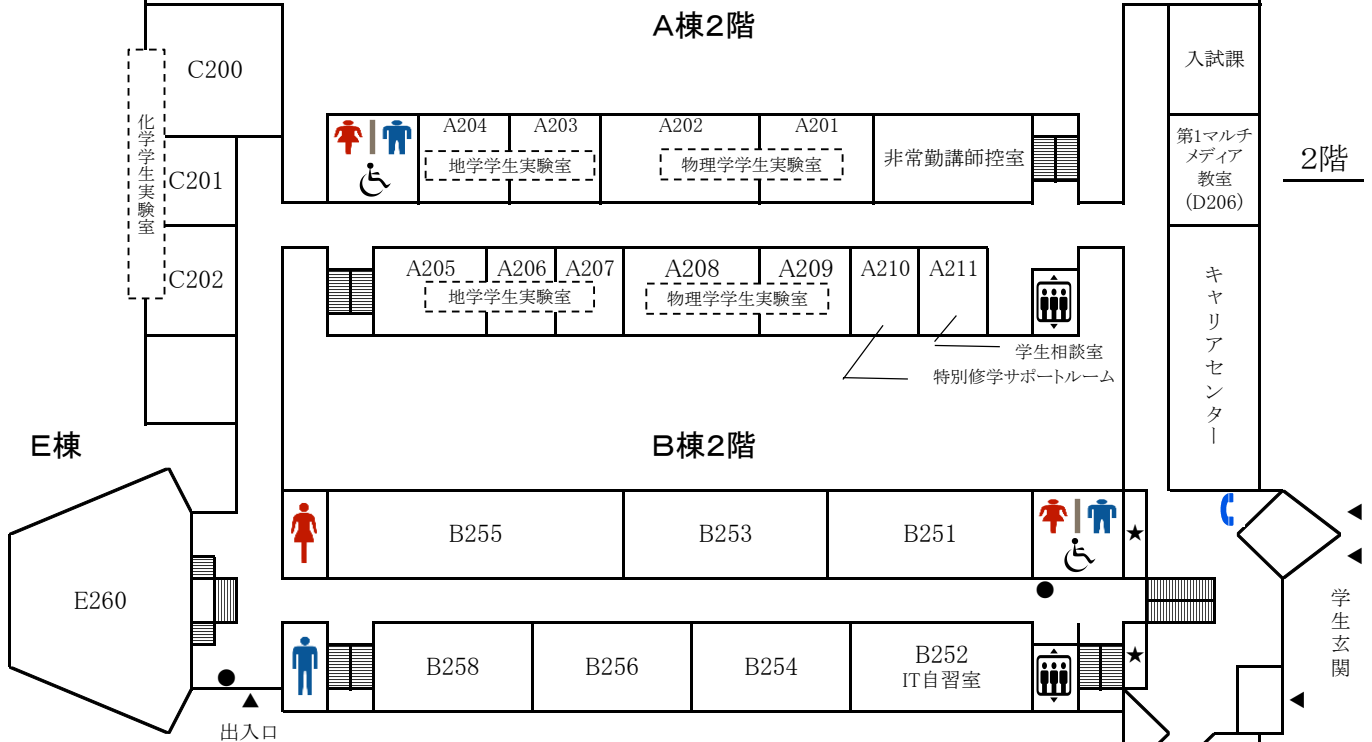 A棟2階
C200
入試課
化学学生実験室
A204
A203
A202
A201
地学学生実験室
物理学学生実験室
非常勤講師控室
第1マルチ
メディア
教室
(D206)
2階
C201
C202
A205
A206
A207
A208
A209
A210
A211
地学学生実験室
物理学学生実験室
キャリアセンター
学生相談室
特別修学サポートルーム
E棟
B棟2階
B255
B253
B251
★
E260
学生玄関
B258
B256
B254
B252
IT自習室
★
出入口